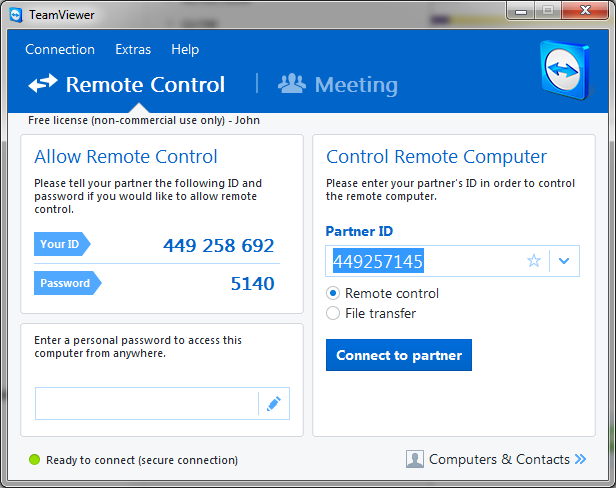 TeamViewer
Connection Extras Help
Remote Control
Meeting
Free license (non-commercial use only) - John
Allow Remote Control
Please tell your partner the following ID and
password if you would like to allow remote
control.
Your ID 449 258 692
Password 5140
Enter a personal password to access this
computer from anywhere.
Control Remote Computer
Please enter your partner's ID in order to control
the remote computer.
Partner ID
449257145
Remote control
File transfer
Connect to partner
Ready to connect (secure connection)
Computers & Contacts